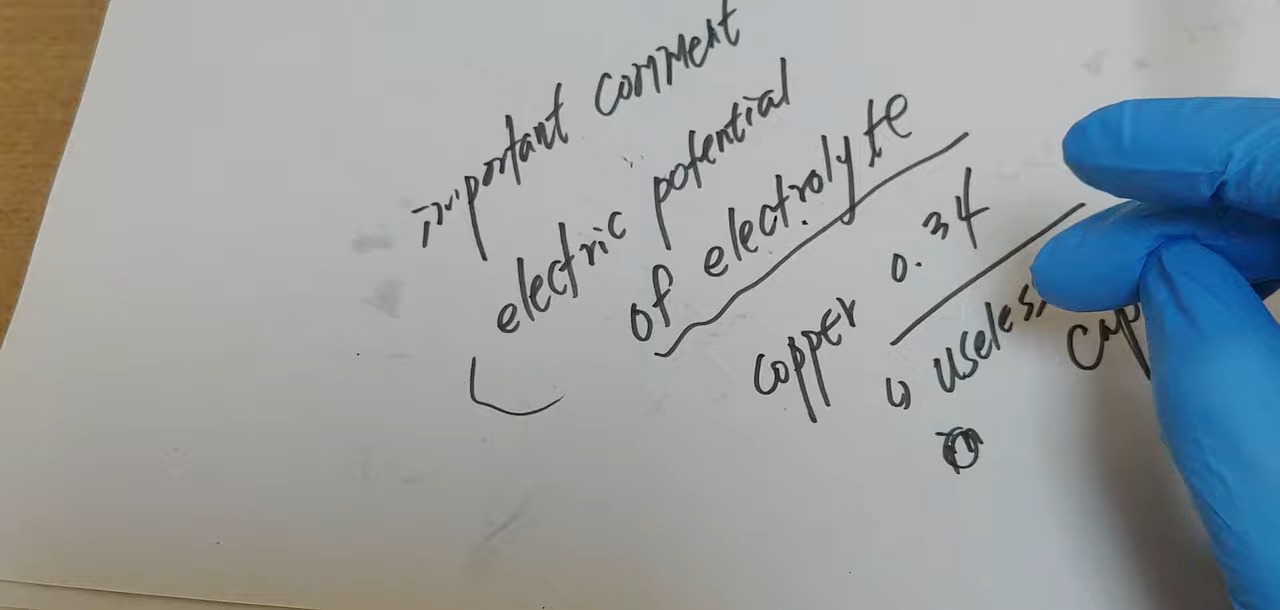 important comment
electric potential
of electrolyte
copper 0.34
useless